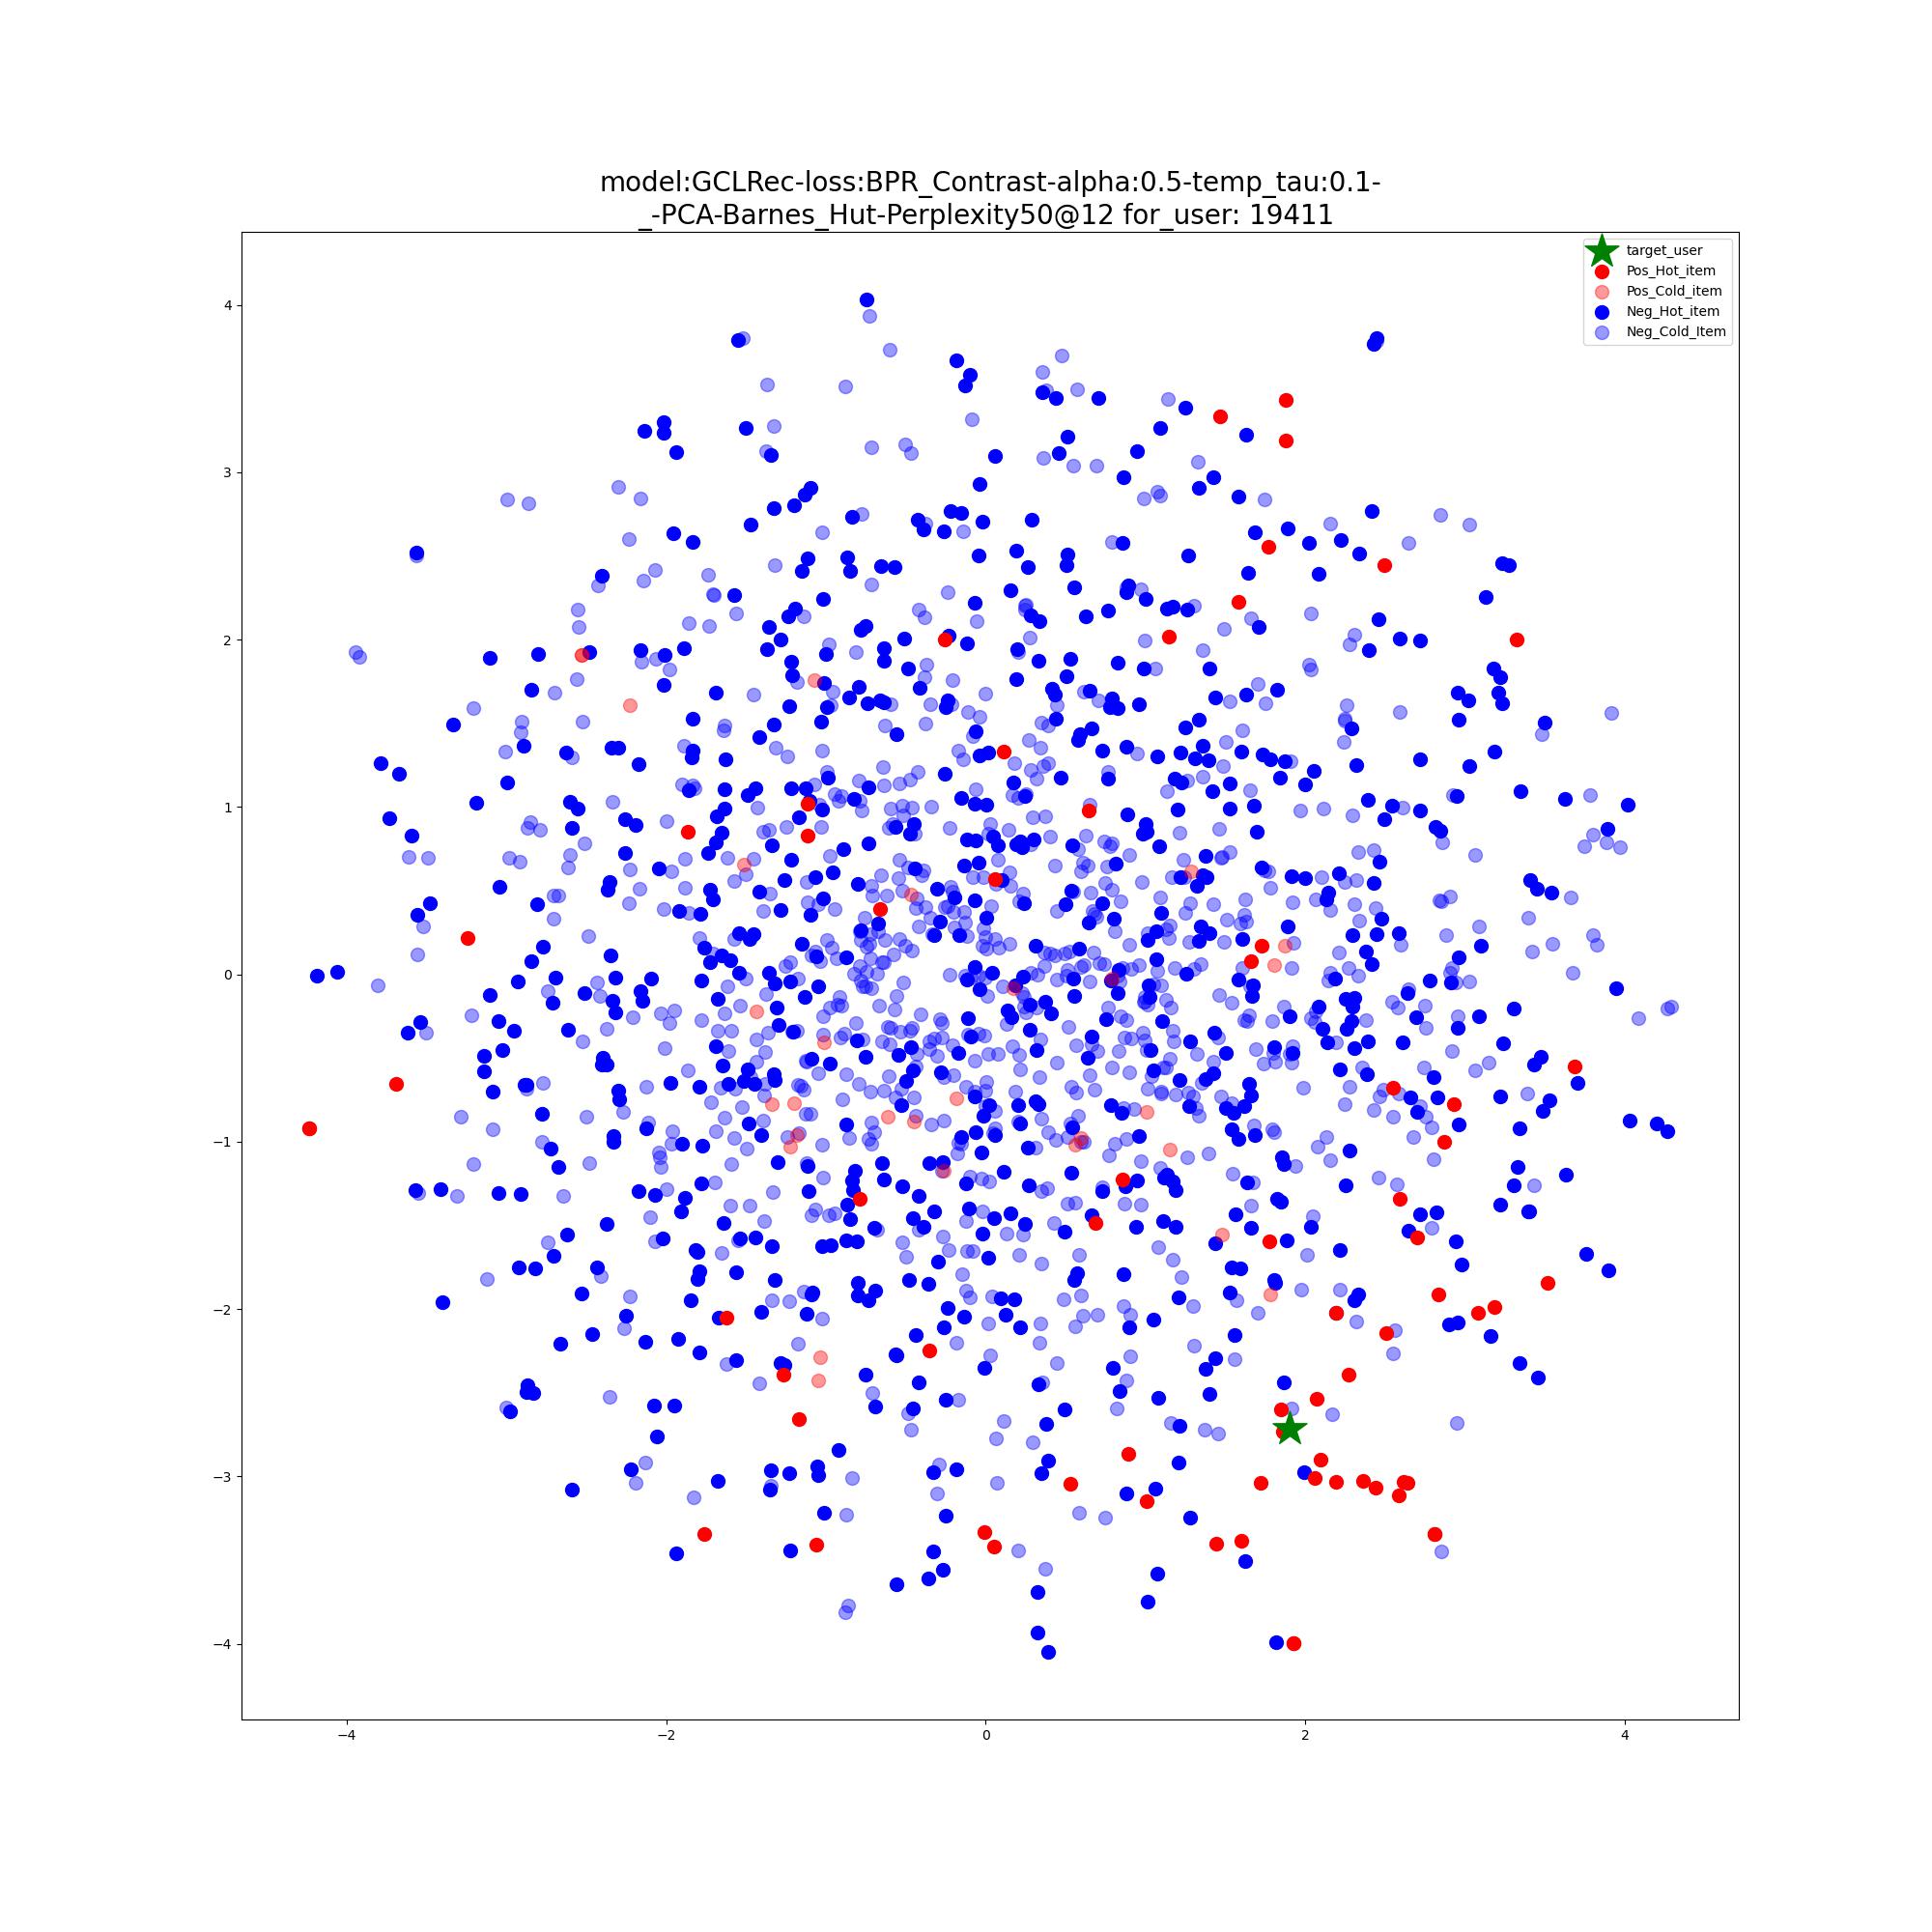 model:GCLRec-loss:BPR_Contrast-alpha:0.5-temp_tau:0.1-
_-PCA-Barnes_Hut-Perplexity50@12 for_user: 19411
target_user
Pos_Hot_item
Pos_Cold_item
Neg_Hot_item
Neg_Cold_Item
4
3
2
1
0
−1
−2
−3
−4
−4 −2 0 2 4